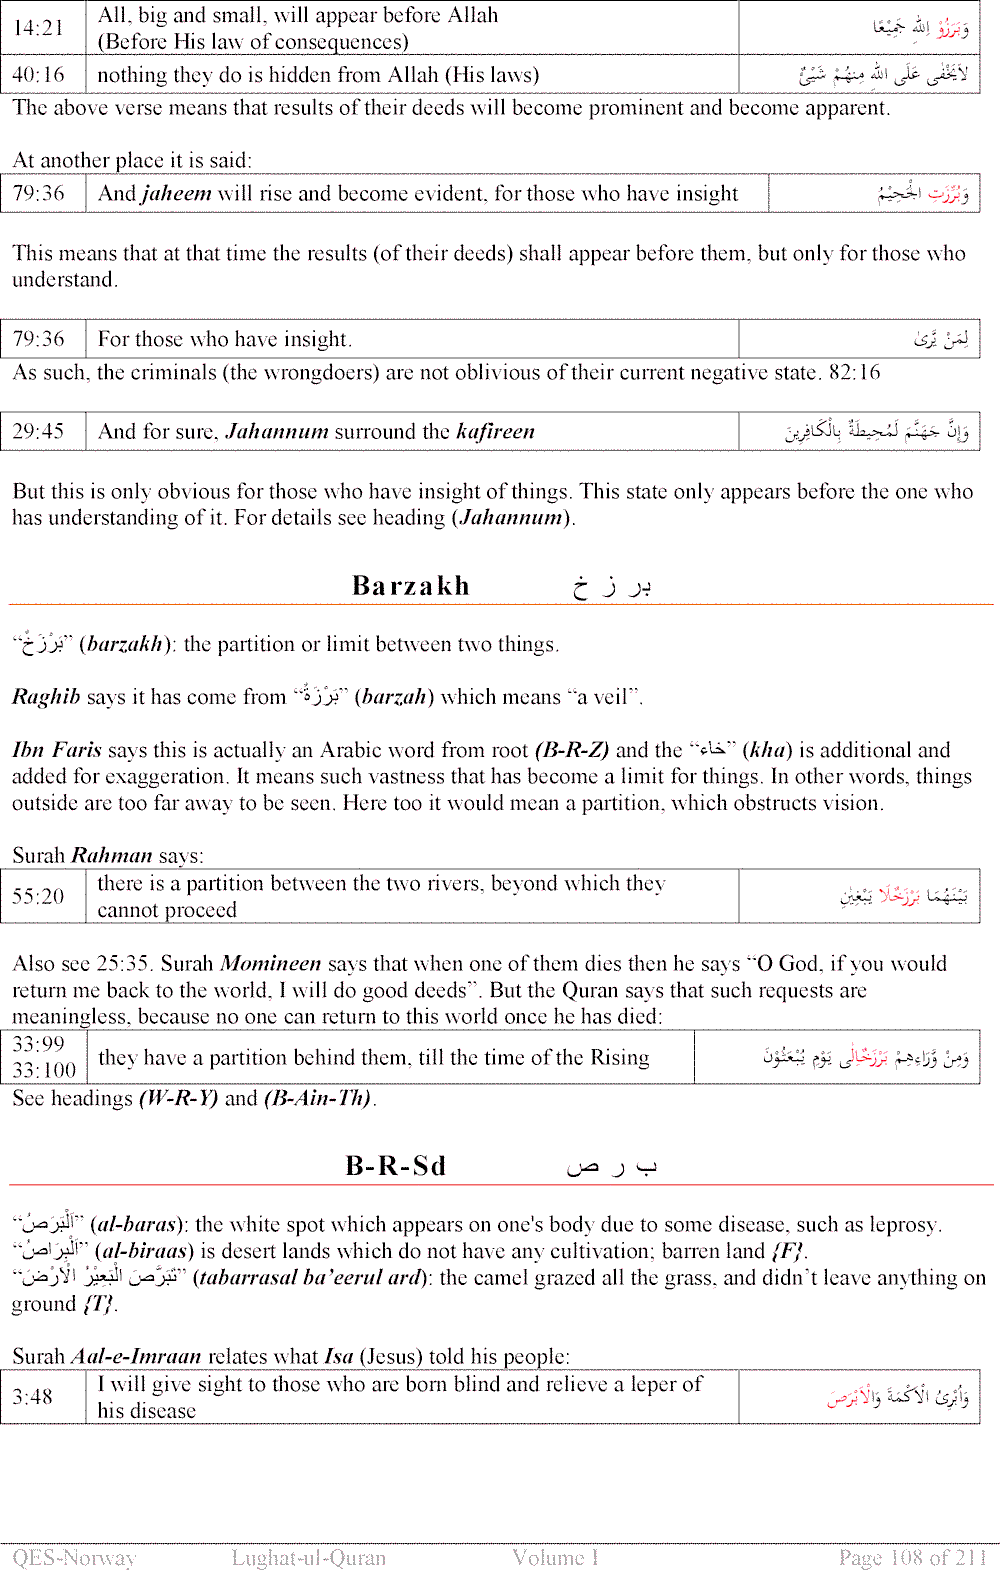 14:21 All, big and small, will appear before Allah وَبَرَزُوْ اللهِ جَمِيْعًا
(Before His law of consequences)
40:16 nothing they do is hidden from Allah (His laws) لاَيَخْفٰى عَلَى اللهِ مِنهُمْ شَيْئٌ
The above verse means that results of their deeds will become prominent and become apparent.
At another place it is said:
79:36 And jaheem will rise and become evident, for those who have insight وَبُرِّزَتِ الْجَحِيْمُ
This means that at that time the results (of their deeds) shall appear before them, but only for those who
understand.
79:36 For those who have insight. لِمَنْ يَّرىٰ
As such, the criminals (the wrongdoers) are not oblivious of their current negative state. 82:16
29:45 And for sure, Jahannum surround the kafireen وَإِنَّ جَهَنَّمَ لَمُحِيطَةٌ بِالْكَافِرِينَ
But this is only obvious for those who have insight of things. This state only appears before the one who
has understanding of it. For details see heading (Jahannum).
Barzakh بر ز خ
“بَرْزَخٌ” (barzakh): the partition or limit between two things.
Raghib says it has come from “بَرْزَةٌ” (barzah) which means “a veil”.
Ibn Faris says this is actually an Arabic word from root (B-R-Z) and the “خاء” (kha) is additional and
added for exaggeration. It means such vastness that has become a limit for things. In other words, things
outside are too far away to be seen. Here too it would mean a partition, which obstructs vision.
Surah Rahman says:
55:20 there is a partition between the two rivers, beyond which they بَيْنَهُمَا بَرْزَخٌلَا يَبْغِيٰنِ
cannot proceed
Also see 25:35. Surah Momineen says that when one of them dies then he says “O God, if you would
return me back to the world, I will do good deeds”. But the Quran says that such requests are
meaningless, because no one can return to this world once he has died:
33:99
33:100 they have a partition behind them, till the time of the Rising وَمِنْ وَّرَاءِهِمْ بَرْزَخٌاِلٰى يَوْمِ يُبْعَثُوْنَ
See headings (W-R-Y) and (B-Ain-Th).
B-R-Sd ب ر ص
“اَلْبَرَصُ” (al-baras): the white spot which appears on one's body due to some disease, such as leprosy.
“اَلْبِرَاصُ” (al-biraas) is desert lands which do not have any cultivation; barren land {F}.
“تَبَرَّصَ الْبَعِيْرُ الْاَرْضَ” (tabarrasal ba’eerul ard): the camel grazed all the grass, and didn’t leave anything on
ground {T}.
Surah Aal-e-Imraan relates what Isa (Jesus) told his people:
3:48 I will give sight to those who are born blind and relieve a leper of وَاُبْرِئُ الْاَكْمَةَ وَالْاَبْرَصَ
his disease
QES-Norway Lughat-ul-Quran Volume I Page 108 of 211